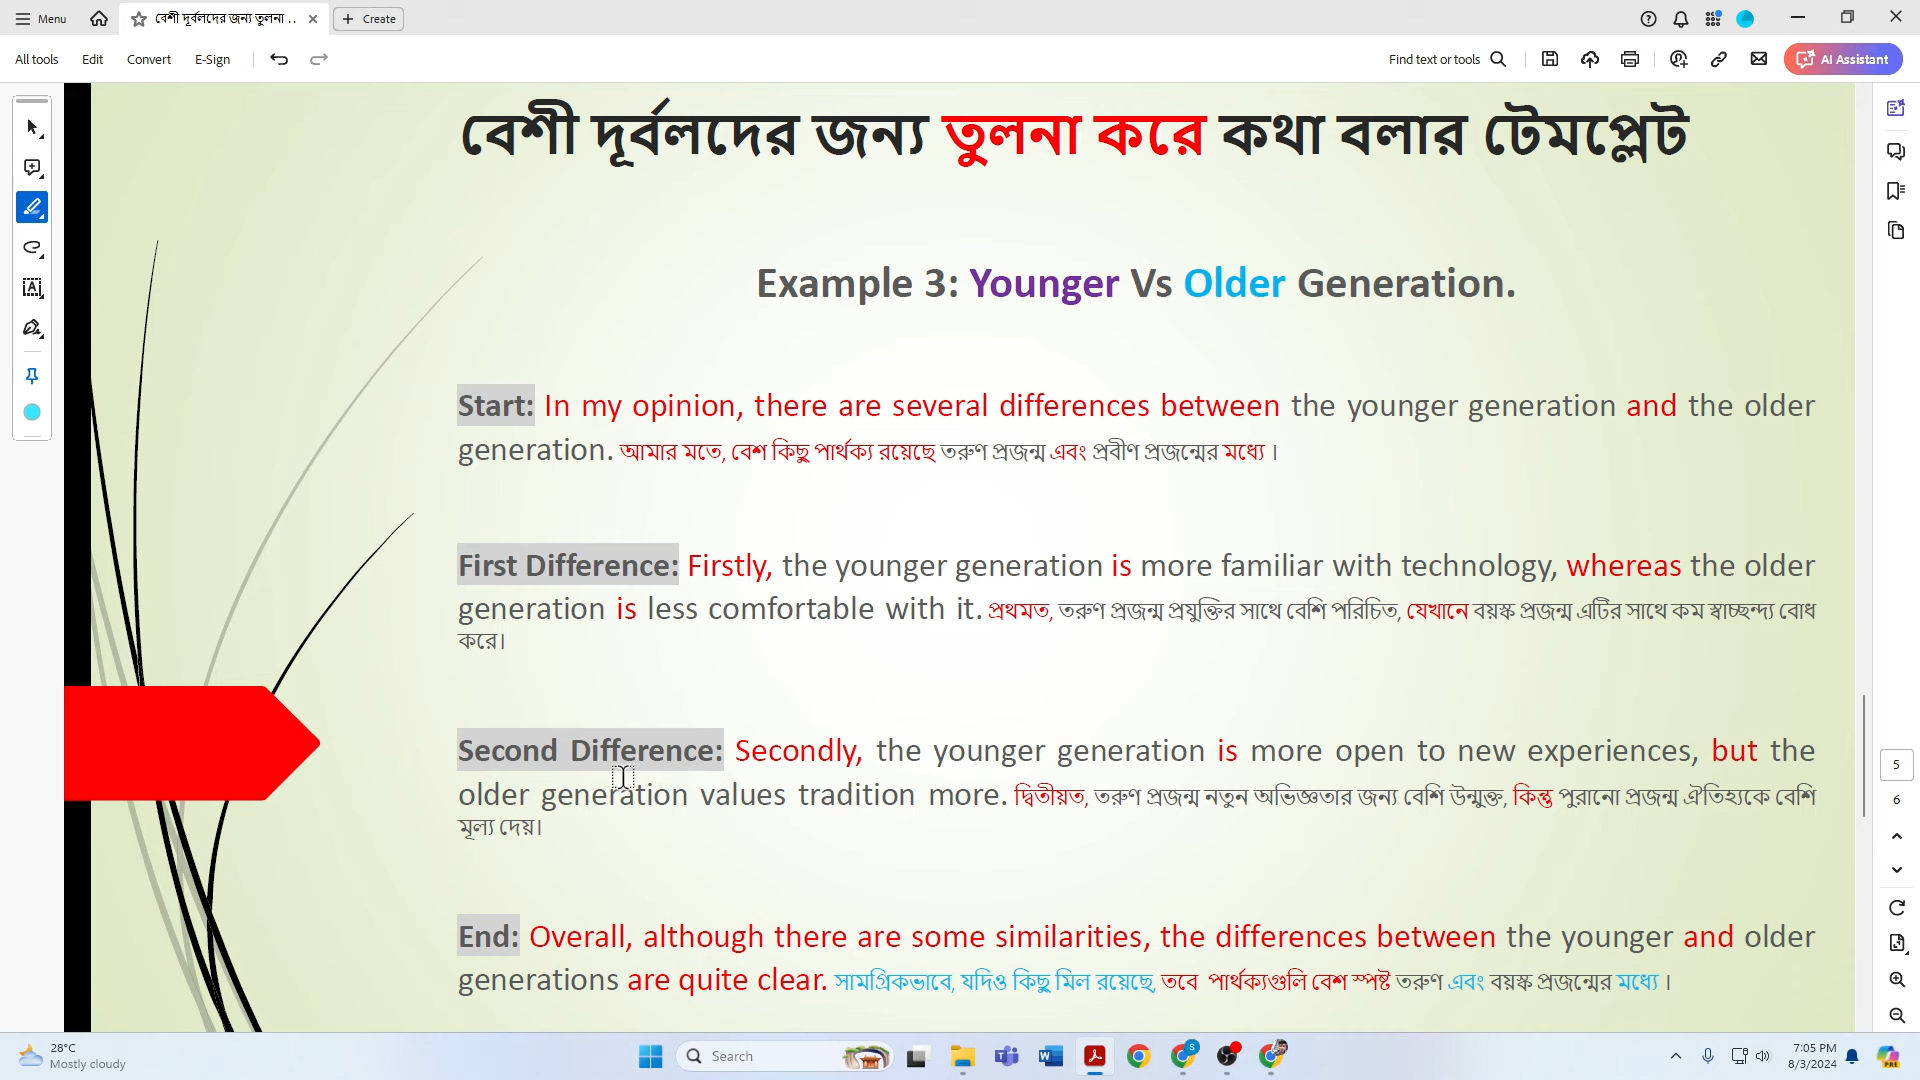 Menu
বেশী দূর্বলদের জন্য তুলনা ..
Create
All tools
Edit
Convert
E-Sign
Find text or tools
AI Assistant
বেশী দূর্বলদের জন্য তুলনা করে কথা বলার টেমপ্লেট
Example 3: Younger Vs Older Generation.
Start: In my opinion, there are several differences between the younger generation and the older
generation. আমার মতে, বেশ কিছু পার্থক্য রয়েছে তরুণ প্রজন্ম এবং প্রবীণ প্রজন্মের মধ্যে ।
First Difference: Firstly, the younger generation is more familiar with technology, whereas the older
generation is less comfortable with it. প্রথমত, তরুণ প্রজন্ম প্রযুক্তির সাথে বেশি পরিচিত, যেখানে বয়স্ক প্রজন্ম এটির সাথে কম স্বাচ্ছন্দ্য বোধ
করে।
Second Difference: Secondly, the younger generation is more open to new experiences, but the
older generation values tradition more. দ্বিতীয়ত, তরুণ প্রজন্ম নতুন অভিজ্ঞতার জন্য বেশি উন্মুক্ত, কিন্তু পুরানো প্রজন্ম ঐতিহ্যকে বেশি
মূল্য দেয়।
5
6
End: Overall, although there are some similarities, the differences between the younger and older
generations are quite clear. সামগ্রিকভাবে, যদিও কিছু মিল রয়েছে, তবে পার্থক্যগুলি বেশ স্পষ্ট তরুণ এবং বয়স্ক প্রজন্মের মধ্যে ।
28°C
Mostly cloudy
Search
7:05 PM
8/3/2024